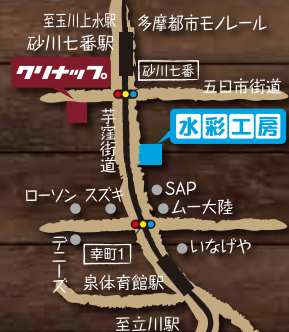 至玉川上水駅
多摩都市モノレール
砂川七番駅
クリナップ
砂川七番
五日市街道
芋窪街道
水彩工房
ローソン
スズキ
SAP
ムー大陸
デニーズ
幸町1
いなげや
泉体育館駅
至立川駅